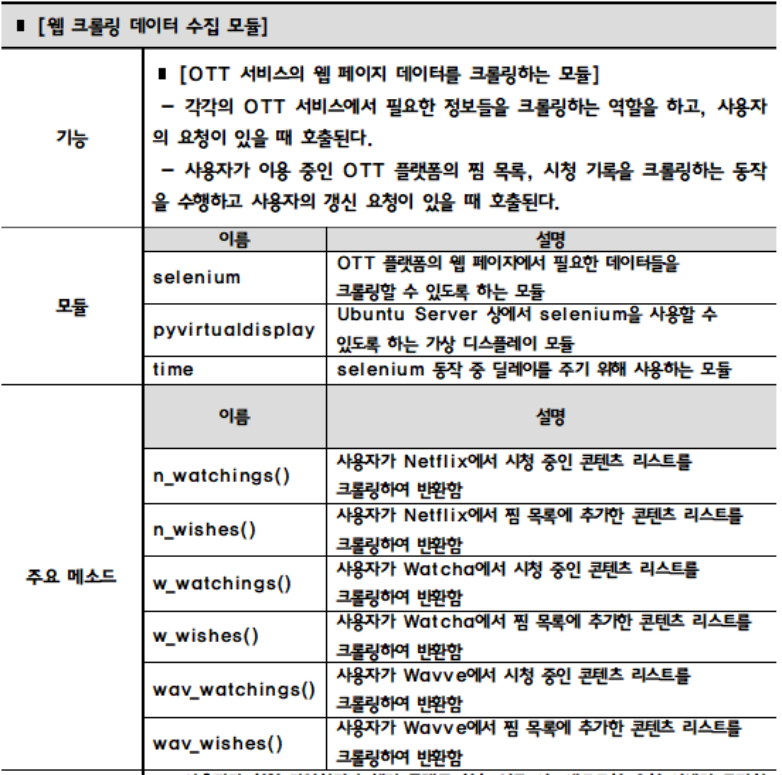 ■ [웹 크롤링 데이터 수집 모듈]
기능
■ [OTT 서비스의 웹 페이지 데이터를 크롤링하는 모듈]
- 각각의 OTT 서비스에서 필요한 정보들을 크롤링하는 역할을 하고, 사용자
의 요청이 있을 때 호출된다.
- 사용자가 이용 중인 OTT 플랫폼의 찜 목록, 시청 기록을 크롤링하는 동작
을 수행하고 사용자의 갱신 요청이 있을 때 호출된다.
모듈
이름 설명
selenium
OTT 플랫폼의 웹 페이지에서 필요한 데이터들을
크롤링할 수 있도록 하는 모듈
pyvirtualdisplay
Ubuntu Server 상에서 selenium을 사용할 수
있도록 하는 가상 디스플레이 모듈
time selenium 동작 중 딜레이를 주기 위해 사용하는 모듈
주요 메소드
이름 설명
n_watchings()
사용자가 Netflix에서 시청 중인 콘텐츠 리스트를
크롤링하여 반환함
n_wishes()
사용자가 Netflix에서 찜 목록에 추가한 콘텐츠 리스트를
크롤링하여 반환함
w_watchings()
사용자가 Watcha에서 시청 중인 콘텐츠 리스트를
크롤링하여 반환함
w_wishes()
사용자가 Watcha에서 찜 목록에 추가한 콘텐츠 리스트를
크롤링하여 반환함
wav_watchings()
사용자가 Wavve에서 시청 중인 콘텐츠 리스트를
크롤링하여 반환함
wav_wishes()
사용자가 Wavve에서 찜 목록에 추가한 콘텐츠 리스트를
크롤링하여 반환함